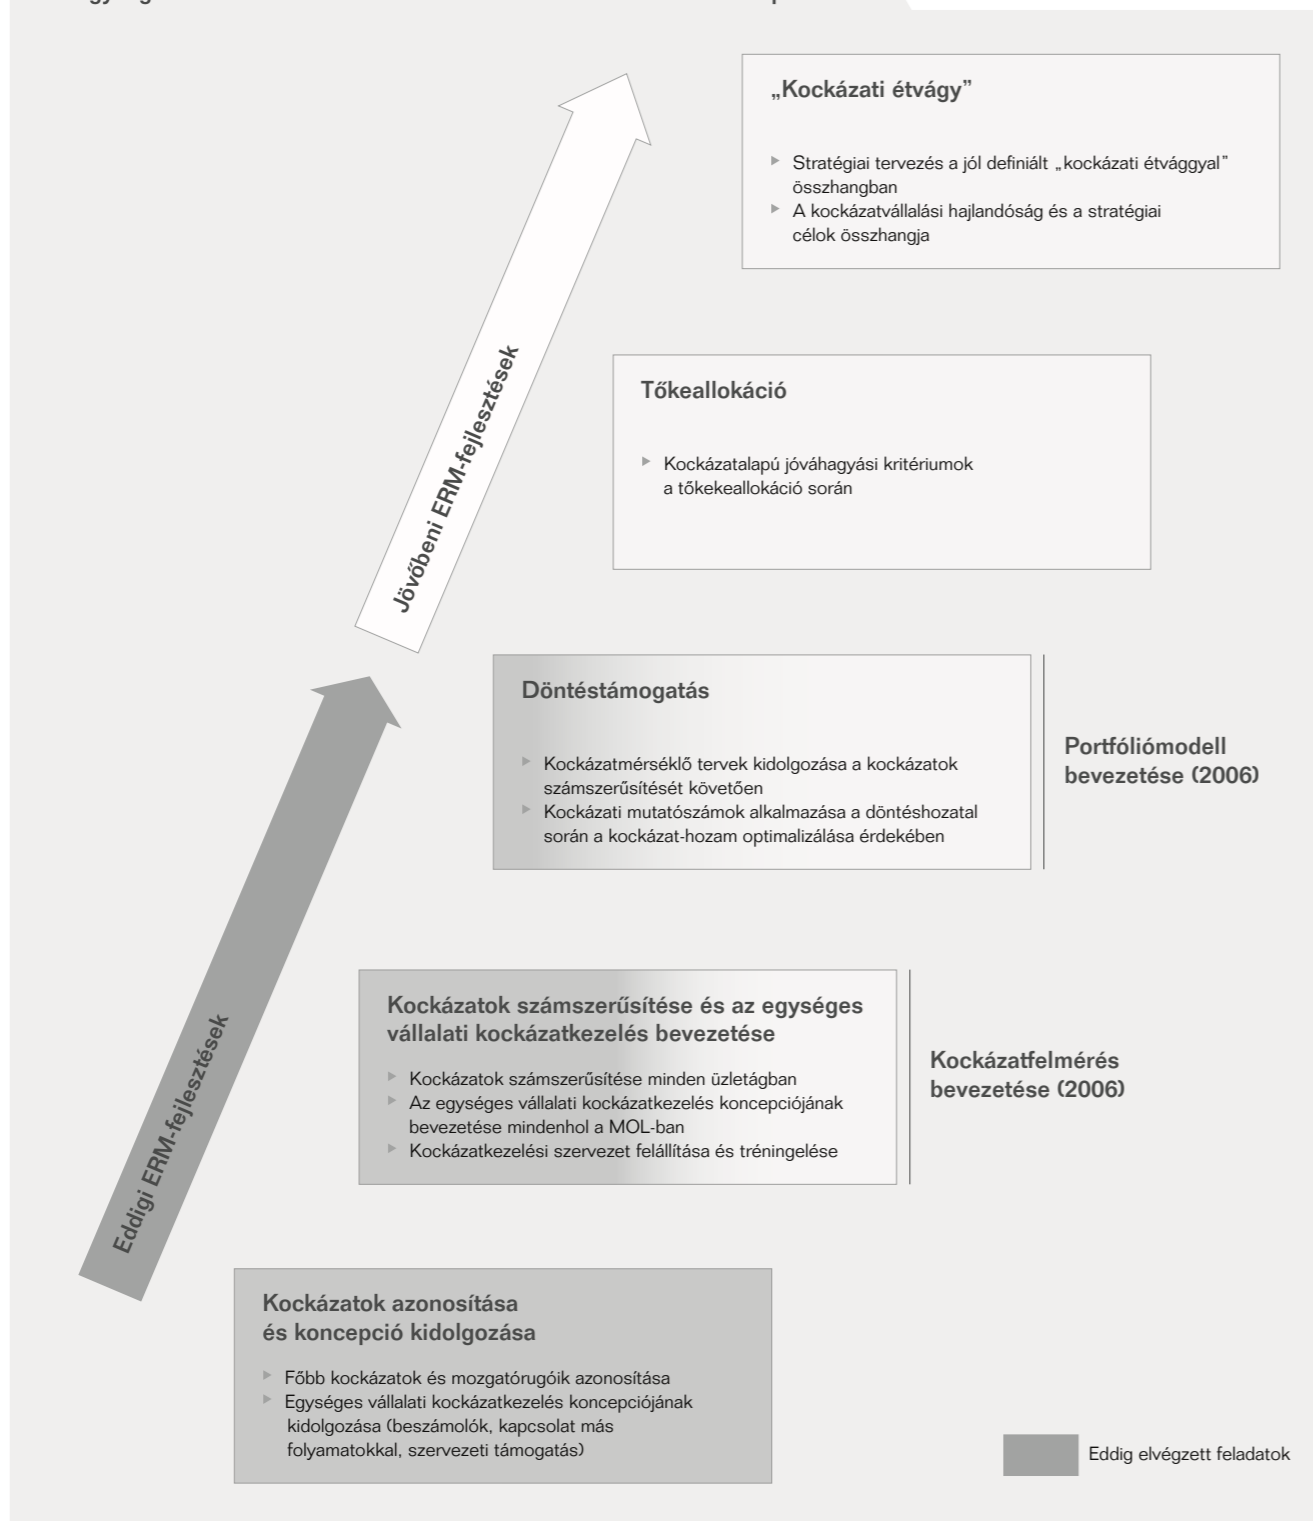 „Kockázati étvágy”
Stratégiai tervezés a jól definiált „kockázati étvággyal”
összhangban
A kockázatvállalási hajlandóság és a stratégiai
célok összhangja
Jövőbeni ERM-fejlesztések
Tőkeallokáció
Kockázatalapú jóváhagyási kritériumok
a tőkekeallokáció során
Döntéstámogatás
Kockázatmérséklő tervek kidolgozása a kockázatok
számszerűsítését követően
Kockázati mutatószámok alkalmazása a döntéshozatal
során a kockázat-hozam optimalizálása érdekében
Portfóliómodell
bevezetése (2006)
Eddigi ERM-fejlesztések
Kockázatok számszerűsítése és az egységes
vállalati kockázatkezelés bevezetése
Kockázatok számszerűsítése minden üzletágban
Az egységes vállalati kockázatkezelés koncepciójának
bevezetése mindenhol a MOL-ban
Kockázatkezelési szervezet felállítása és tréningelése
Kockázatfelmérés
bevezetése (2006)
Kockázatok azonosítása
és koncepció kidolgozása
Főbb kockázatok és mozgatórugóik azonosítása
Egységes vállalati kockázatkezelés koncepciójának
kidolgozása (beszámolók, kapcsolat más
folyamatokkal, szervezeti támogatás)
Eddig elvégzett feladatok